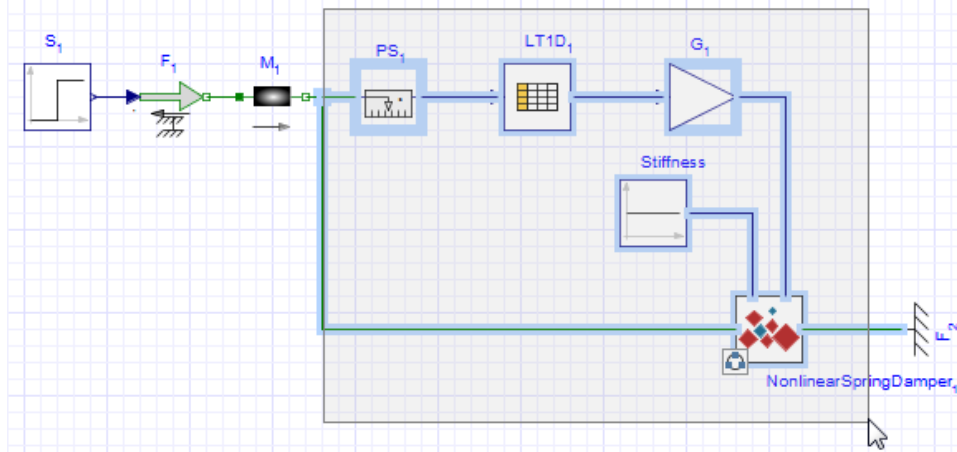 S1
F1
M1
PS1
LT1D1
G1
Stiffness
F2
NonlinearSpringDamper1